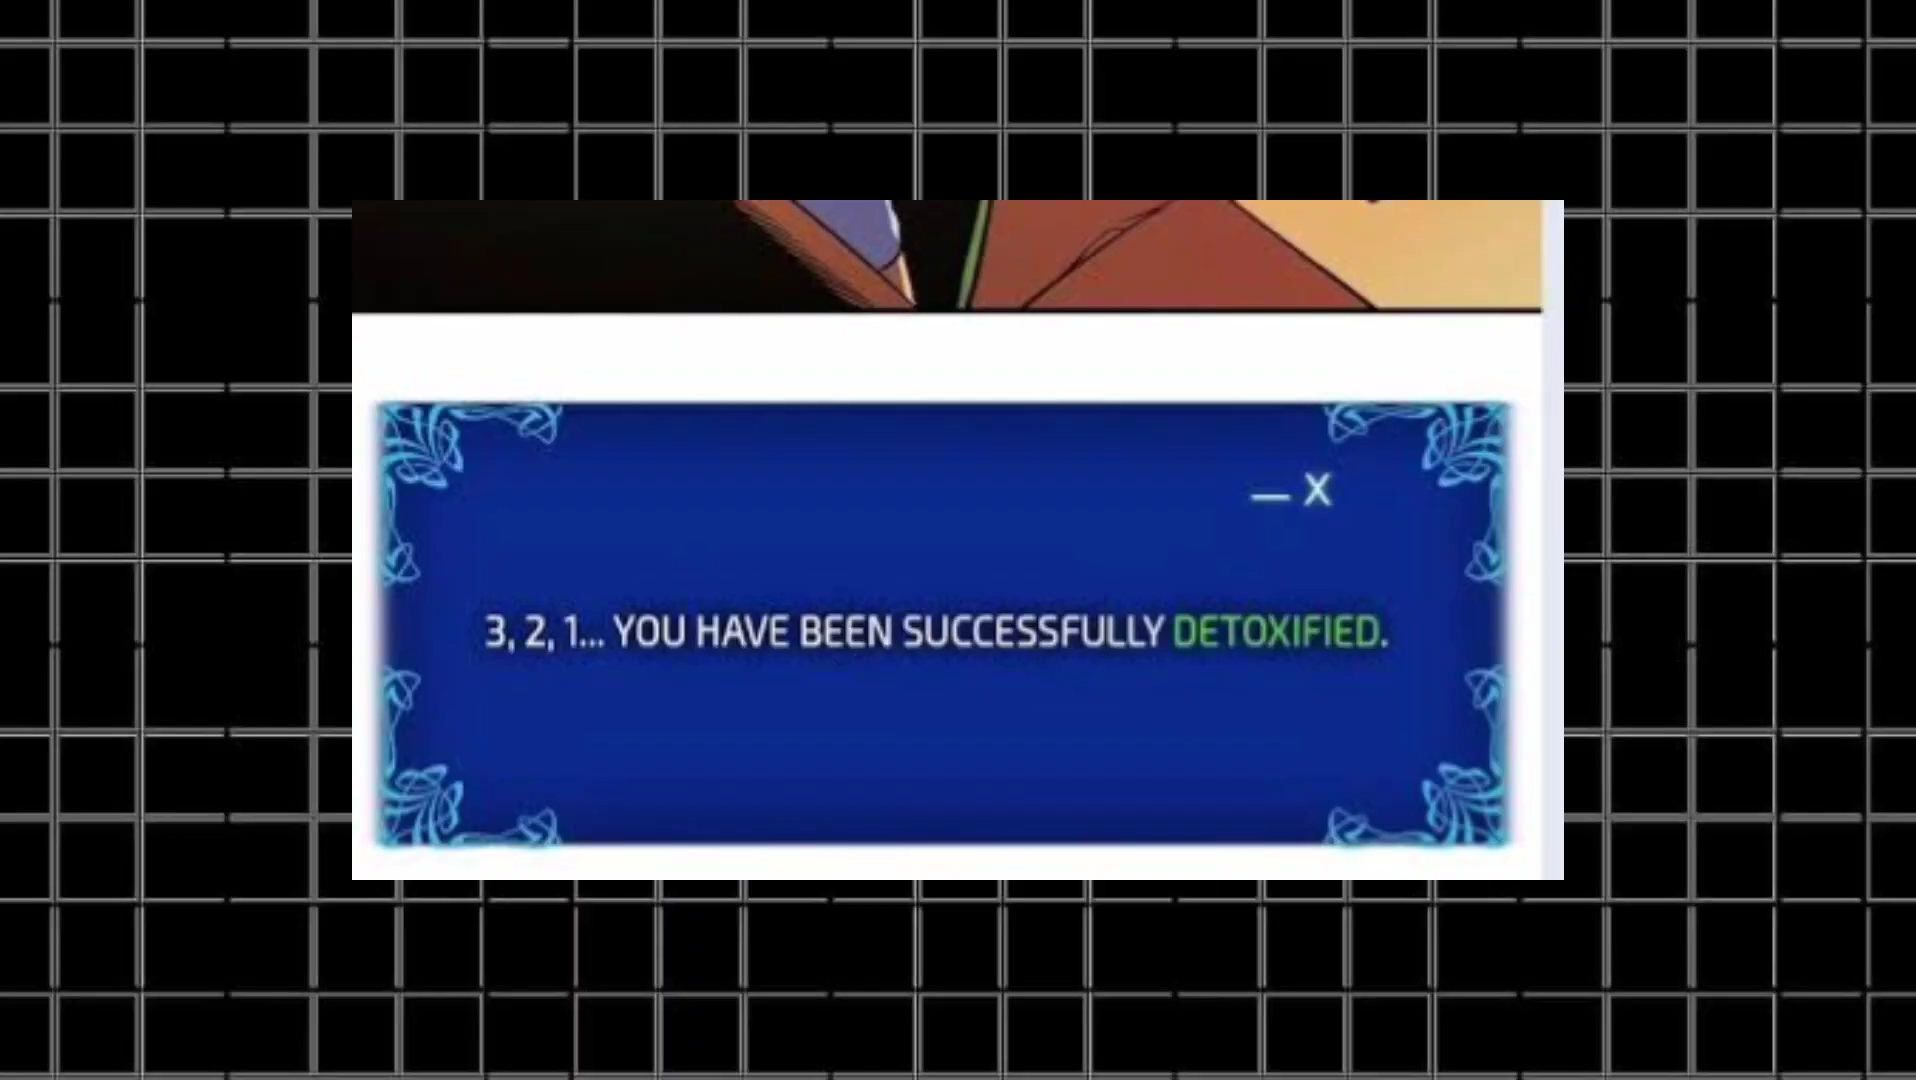 — X
3, 2, 1... YOU HAVE BEEN SUCCESSFULLY DETOXIFIED.